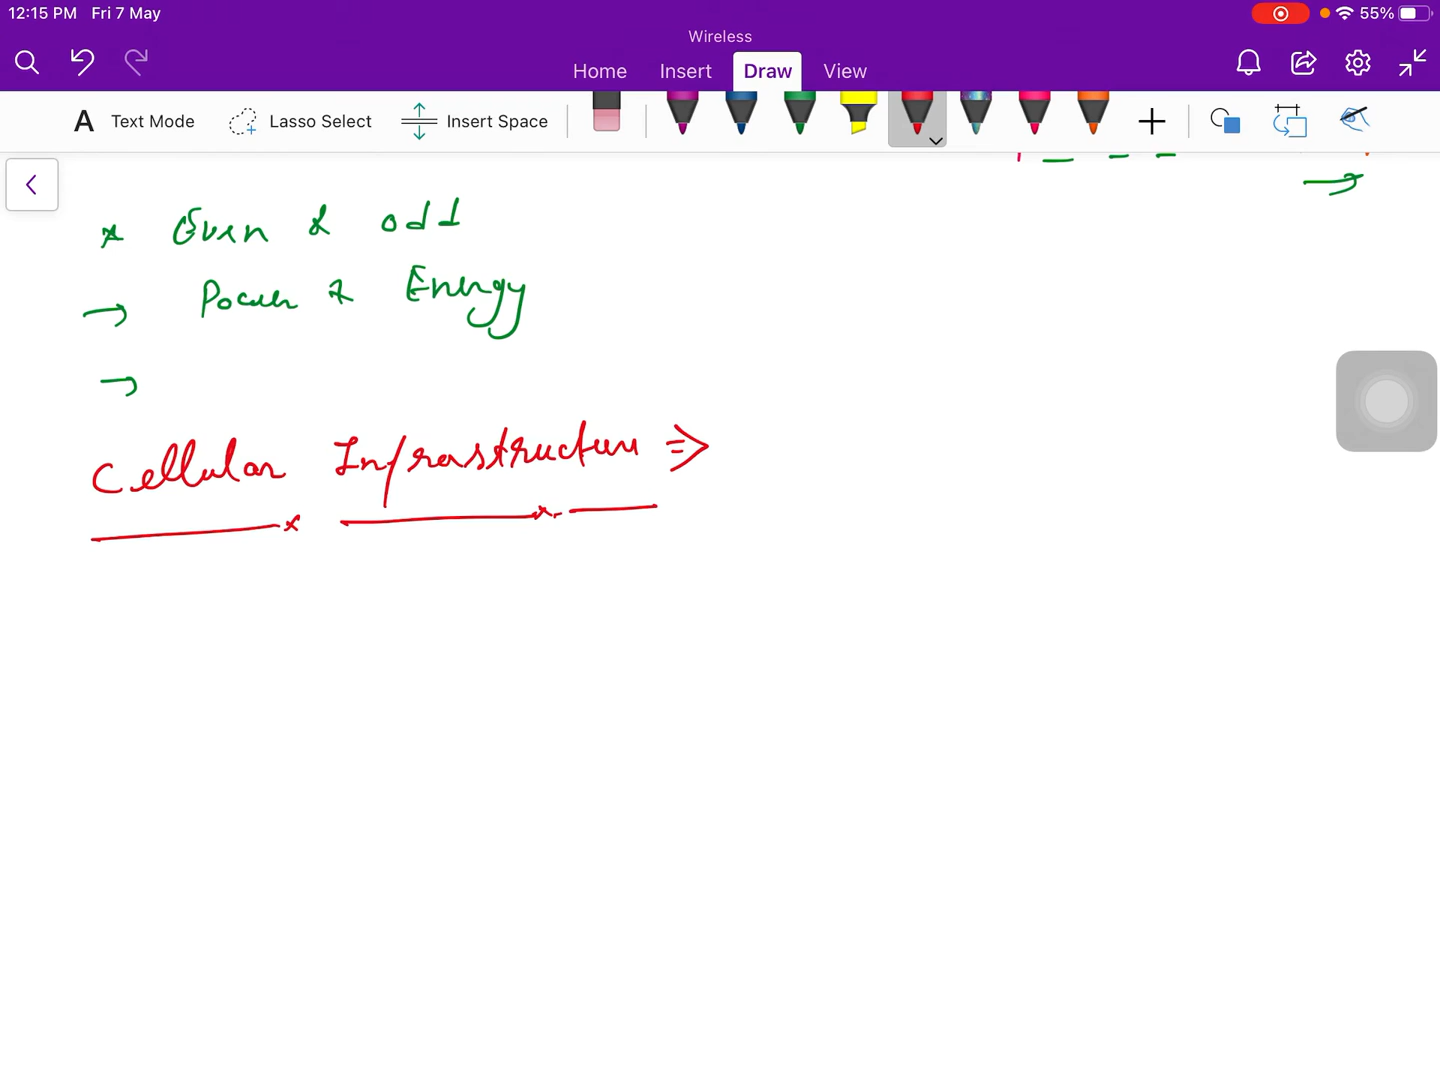 12:15 PM Fri 7 May 55%
Wireless
Home Insert Draw View
A Text Mode Lasso Select Insert Space
* Even & odd
→ Power & Energy
→
Cellular Infrastructure ⇒